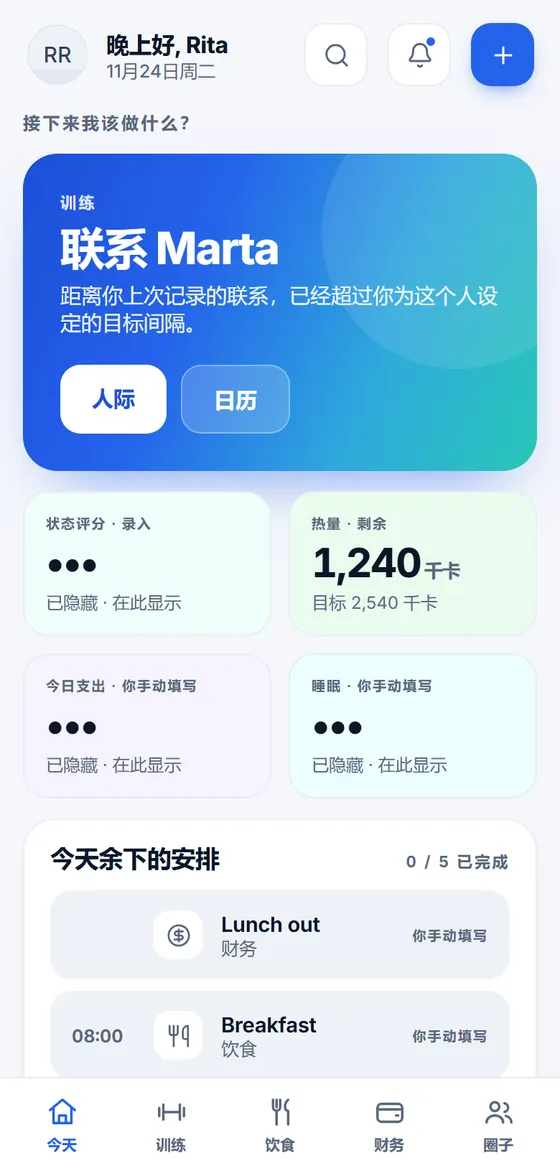 RR
晚上好, Rita
11月24日周二
接下来我该做什么？
训练
联系 Marta
距离你上次记录的联系，已经超过你为这个人设
定的目标间隔。
人际
日历
状态评分 · 录入
●●●
已隐藏 · 在此显示
热量 · 剩余
1,240千卡
目标 2,540 千卡
今日支出 · 你手动填写
●●●
已隐藏 · 在此显示
睡眠 · 你手动填写
●●●
已隐藏 · 在此显示
今天余下的安排
0 / 5 已完成
Lunch out
财务
你手动填写
08:00
Breakfast
饮食
你手动填写
今天
训练
饮食
财务
圈子